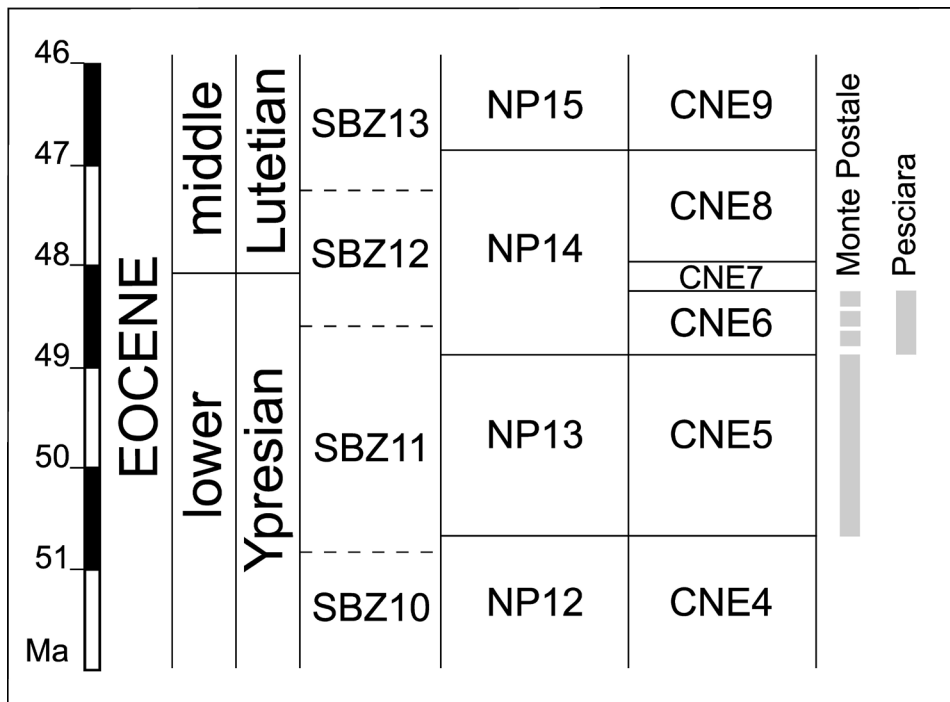 46
47
48
49
50
51
Ma
EOCENE
middle
lower
Lutetian
Ypresian
SBZ13
SBZ12
SBZ11
SBZ10
NP15
NP14
NP13
NP12
CNE9
CNE8
CNE7
CNE6
CNE5
CNE4
Monte Postale
Pesciara